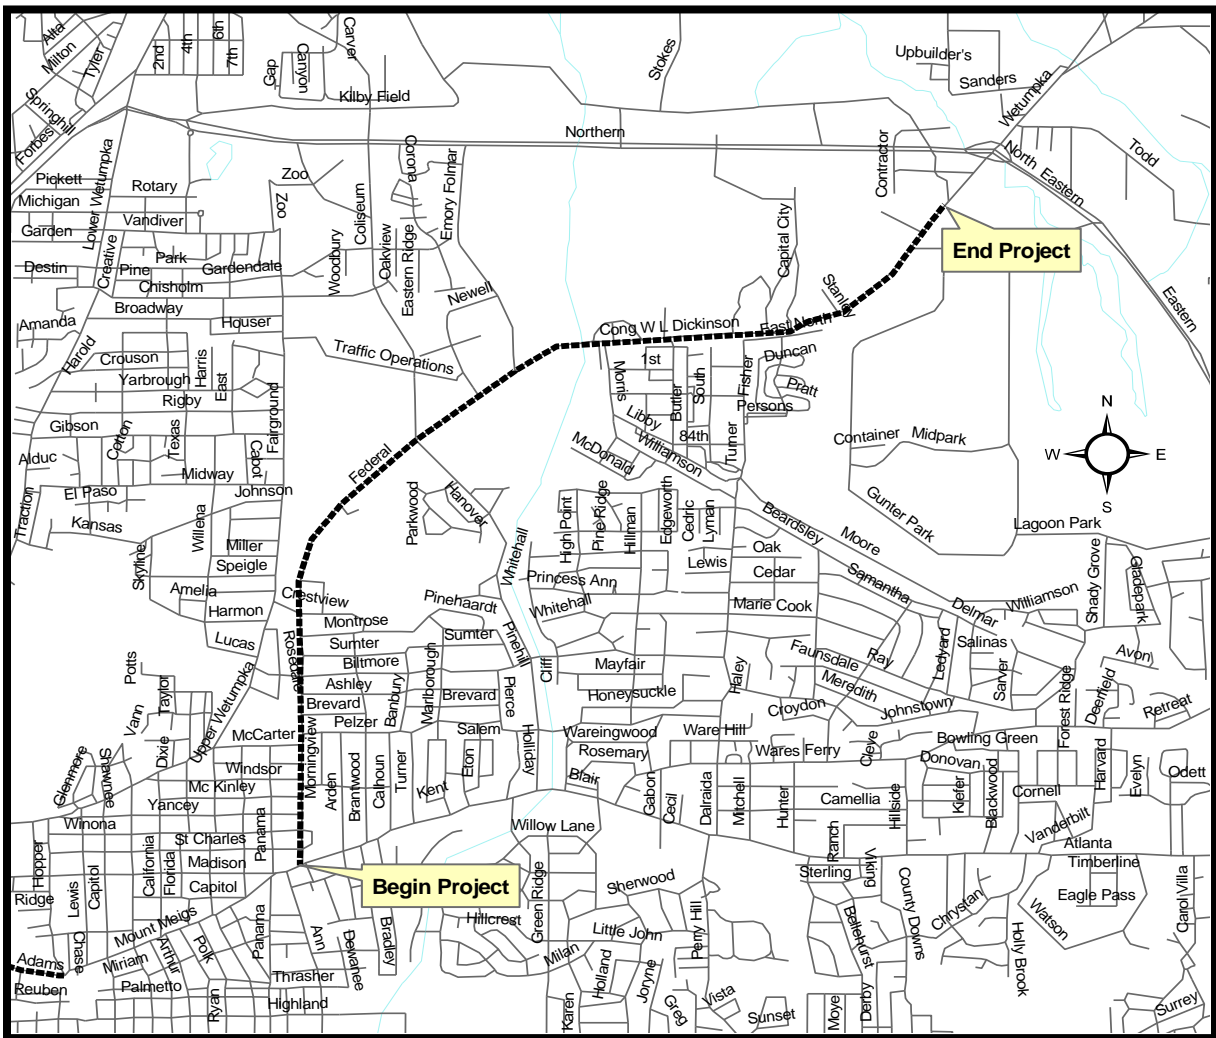 Alta
Milton
Tyler
2nd
4th
6th
7th
Gap
Canyon
Carver
Kilby Field
Stokes
Upbuilder's
Sanders
Wetumpka
Springhill
Forbes
Northern
Contractor
North Eastern
Todd
Eastern
Pickett
Michigan
Garden
Destin
Lower Wetumpka
Creative
Rotary
Vandiver
Park
Pine
Gardendale
Chisholm
Zoo
Zoo
Corona
Emory Folmar
Coliseum
Woodbury
Oakview
Eastern Ridge
Newell
Capital City
Stanley
End Project
Broadway
Houser
Amanda
Harold
Crouson
Yarbrough
Harris
East
Rigby
Fairground
Traffic Operations
Cong W L Dickinson
East North
1st
Morris
Butler
South
Fisher
Duncan
Pratt
Persons
Libby
84th
Turner
Williamson
McDonald
Gibson
Cotton
Texas
Cabot
Alduc
Midway
Johnson
El Paso
Kansas
Traction
Willena
Skyline
Miller
Speigle
Amelia
Harmon
Lucas
Federal
Parkwood
Hanover
Whitehall
High Point
Pine Ridge
Hillman
Edgeworth
Cedric
Lyman
Lewis
Princess Ann
Whitehall
Container
Midpark
Gunter Park
Lagoon Park
N
W
E
S
Beardsley
Moore
Oak
Cedar
Marie Cook
Samantha
Delmar
Williamson
Shady Grove
Gladepark
Crestview
Montrose
Sumter
Biltmore
Ashley
Brevard
Pelzer
Rosedale
Pinehaardt
Sumter
Pinehill
Marlborough
Banbury
Brevard
Pierce
Salem
Cliff
Mayfair
Honeysuckle
Haley
Faunsdale
Ray
Meredith
Croydon
Johnstown
Ledyard
Salinas
Sarver
Avon
Deerfield
Retreat
Forest Ridge
Potts
Taylor
Vann
Dixie
Upper Wetumpka
McCarter
Windsor
Mc Kinley
Yancey
Glenmore
Shawnee
Winona
Morningview
Arden
Brantwood
Calhoun
Turner
Kent
Eton
Holliday
Wareingwood
Rosemary
Blair
Ware Hill
Wares Ferry
Cleve
Bowling Green
Donovan
Kiefer
Blackwood
Cornell
Harvard
Evelyn
Odett
Gabon
Cecil
Dalraida
Mitchell
Hunter
Camellia
Hillside
Vanderbilt
Atlanta
Timberline
Eagle Pass
St Charles
Madison
Capitol
Panama
California
Florida
Hopper
Ridge
Lewis
Capitol
Begin Project
Willow Lane
Green Ridge
Sherwood
Hillcrest
Little John
Perry Hill
Ranch
Viking
Sterling
County Downs
Chrystan
Watson
Carol Villa
Holly Brook
Bellehurst
Mount Meigs
Chase
Miriam
Arthur
Polk
Panama
Ann
Dewanee
Bradley
Adams
Reuben
Palmetto
Ryan
Thrasher
Highland
Milan
Holland
Joryne
Karen
Greg
Vista
Sunset
Moye
Derby
Surrey